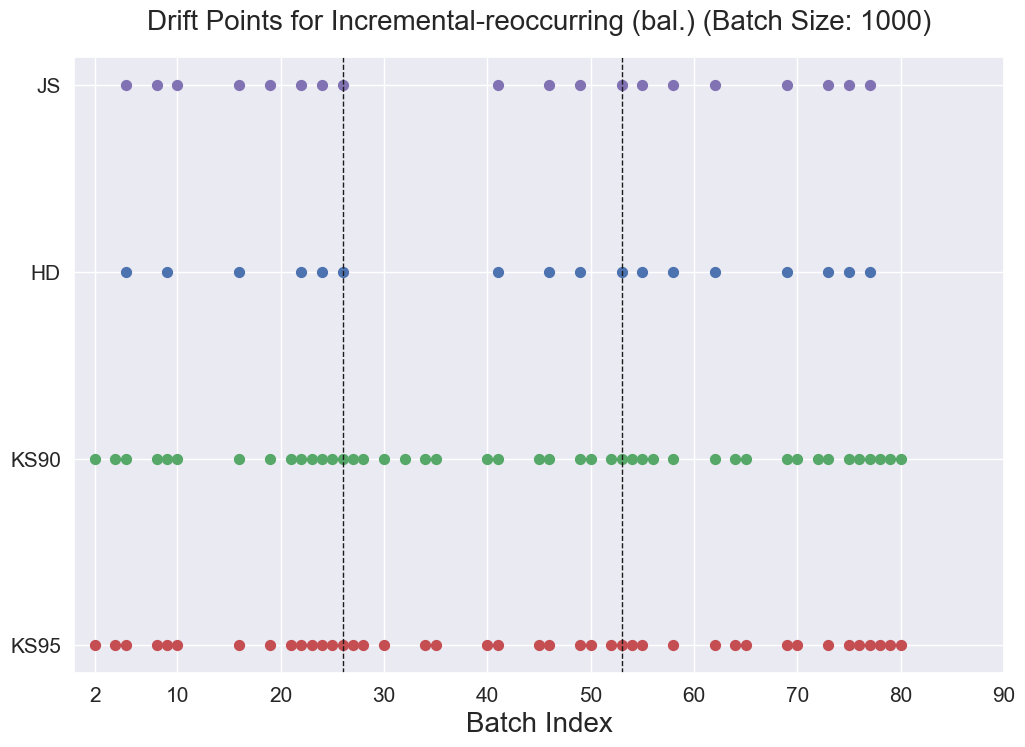 Drift Points for Incremental-reoccurring (bal.) (Batch Size: 1000)
JS
HD
KS90
KS95
2 10 20 30 40 50 60 70 80 90
Batch Index